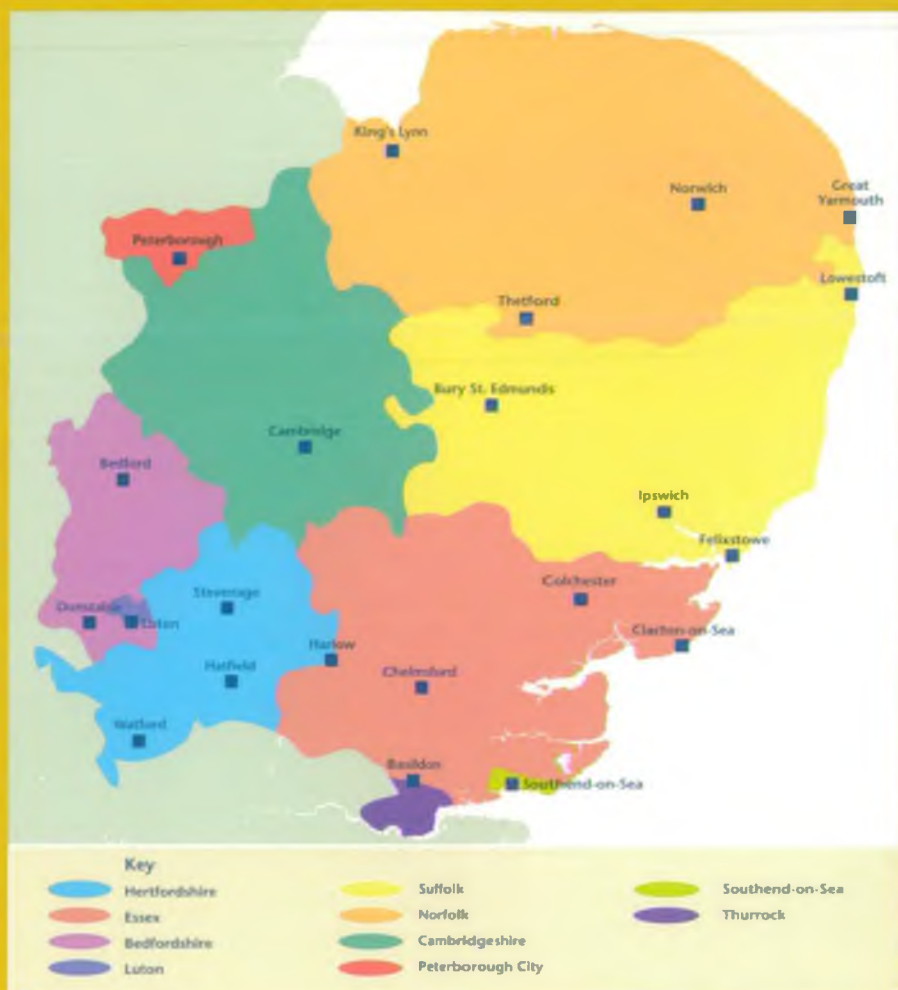 King's Lynn
Norwich
Great
Yarmouth
Peterborough
Lowestoft
Thetford
Bury St. Edmunds
Cambridge
Bedford
Ipswich
Felixstowe
Colchester
Stevenage
Dunstable
Luton
Clacton-on-Sea
Harlow
Hatfield
Chelmsford
Watford
Basildon
Southend-on-Sea
Key
Hertfordshire
Essex
Bedfordshire
Luton
Suffolk
Norfolk
Cambridgeshire
Peterborough City
Southend-on-Sea
Thurrock